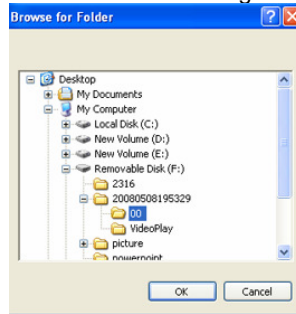 Browse for Folder
Desktop
My Documents
My Computer
Local Disk (C:)
New Volume (D:)
New Volume (E:)
Removable Disk (F:)
2316
20080508195329
00
VideoPlay
picture
powerpoint
OK Cancel